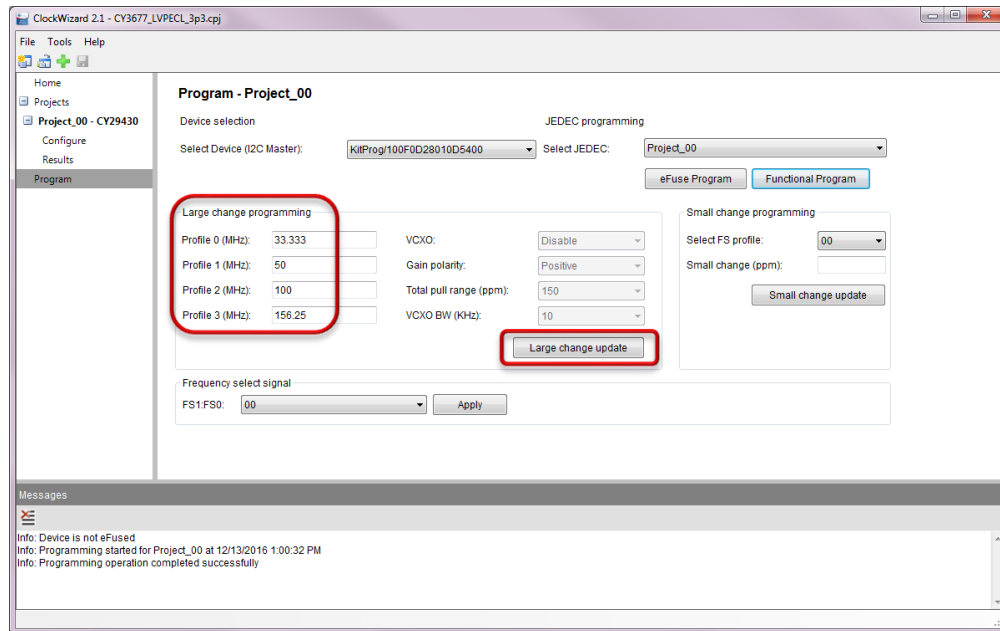 ClockWizard 2.1 - CY3677_LVPECL_3p3.cpj
File Tools Help
Home
Projects
Project_00 - CY29430
Configure
Results
Program
Program - Project_00
Device selection
JEDEC programming
Select Device (I2C Master): KitProg/100F0D28010D5400 Select JEDEC: Project_00
eFuse Program Functional Program
Large change programming
Profile 0 (MHz): 33.333 VCXO: Disable
Profile 1 (MHz): 50 Gain polarity: Positive
Profile 2 (MHz): 100 Total pull range (ppm): 150
Profile 3 (MHz): 156.25 VCXO BW (KHz): 10
Large change update
Small change programming
Select FS profile: 00
Small change (ppm):
Small change update
Frequency select signal
FS1:FS0: 00 Apply
Messages
Info: Device is not eFused
Info: Programming started for Project_00 at 12/13/2016 1:00:32 PM
Info: Programming operation completed successfully